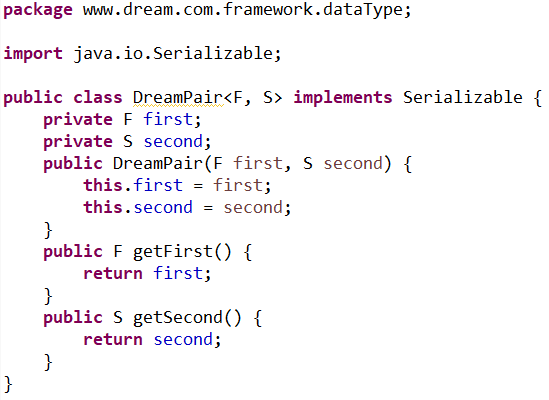 package www.dream.com.framework.dataType;
import java.io.Serializable;
public class DreamPair<F, S> implements Serializable {
    private F first;
    private S second;
    public DreamPair(F first, S second) {
        this.first = first;
        this.second = second;
    }
    public F getFirst() {
        return first;
    }
    public S getSecond() {
        return second;
    }
}